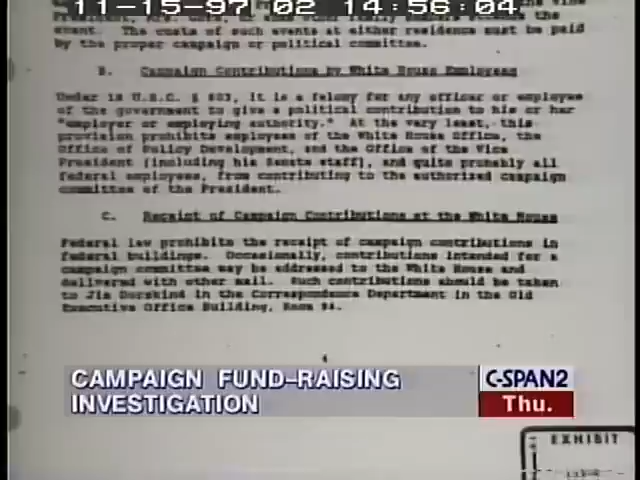 11-15-97 02 14:56:04
event. The costs of such events at either residence must be paid
by the proper campaign or political committee.
B. Campaign Contributions by White House Employees
Under 18 U.S.C. § 603, it is a felony for any officer or employee
of the government to give a political contribution to his or her
"employer or employing authority." At the very least, this
provision prohibits employees of the White House Office, the
Office of Policy Development, and the Office of the Vice
President (including his Senate staff), and quite probably all
federal employees, from contributing to the authorized campaign
committee of the President.
C. Receipt of Campaign Contributions at the White House
Federal law prohibits the receipt of campaign contributions in
federal buildings. Occasionally, contributions intended for a
campaign committee may be addressed to the White House and
delivered with other mail. Such contributions should be taken
to Jim Dorskind in the Correspondence Department in the Old
Executive Office Building, Room 94.
CAMPAIGN FUND-RAISING
INVESTIGATION
C-SPAN2
Thu.
EXHIBIT